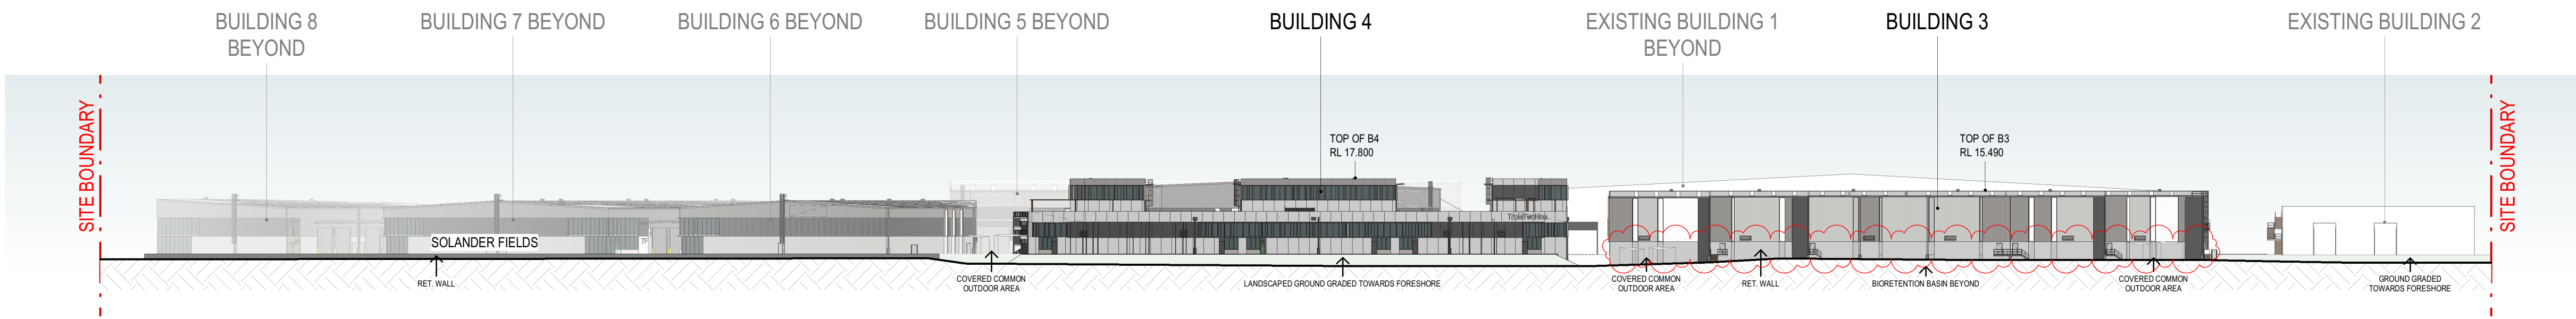 BUILDING 8
BEYOND
BUILDING 7 BEYOND
BUILDING 6 BEYOND
BUILDING 5 BEYOND
BUILDING 4
EXISTING BUILDING 1
BEYOND
BUILDING 3
EXISTING BUILDING 2
SITE BOUNDARY
TOP OF B4
RL 17.800
TOP OF B3
RL 15.490
SITE BOUNDARY
TripleTwoNine
SOLANDER FIELDS
7F
RET. WALL
COVERED COMMON
OUTDOOR AREA
LANDSCAPED GROUND GRADED TOWARDS FORESHORE
COVERED COMMON
OUTDOOR AREA
RET. WALL
BIORETENTION BASIN BEYOND
COVERED COMMON
OUTDOOR AREA
GROUND GRADED
TOWARDS FORESHORE